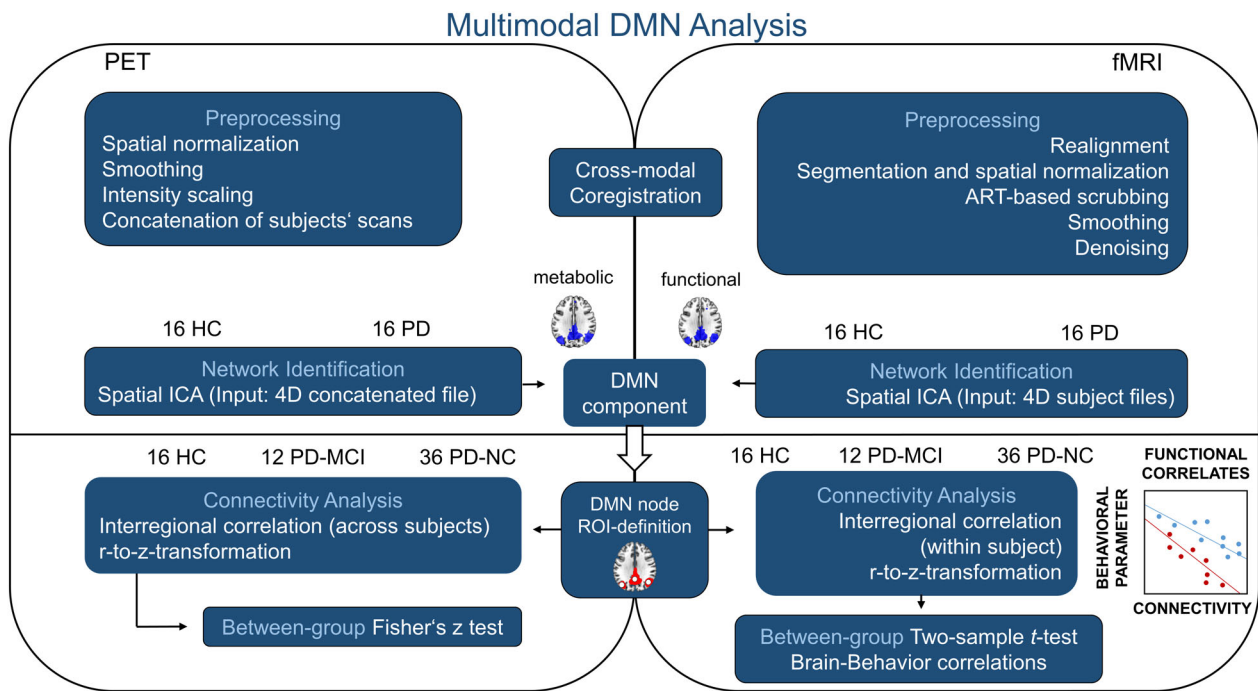 Multimodal DMN Analysis
PET
Preprocessing
Spatial normalization
Smoothing
Intensity scaling
Concatenation of subjects‘ scans
Cross-modal
Coregistration
fMRI
Preprocessing
Realignment
Segmentation and spatial normalization
ART-based scrubbing
Smoothing
Denoising
metabolic
functional
16 HC
16 PD
Network Identification
Spatial ICA (Input: 4D concatenated file)
DMN
component
16 HC
16 PD
Network Identification
Spatial ICA (Input: 4D subject files)
16 HC
12 PD-MCI
36 PD-NC
Connectivity Analysis
Interregional correlation (across subjects)
r-to-z-transformation
Between-group Fisher‘s z test
DMN node
ROI-definition
16 HC
12 PD-MCI
36 PD-NC
Connectivity Analysis
Interregional correlation
(within subject)
r-to-z-transformation
Between-group Two-sample t-test
Brain-Behavior correlations
FUNCTIONAL
CORRELATES
BEHAVIORAL
PARAMETER
CONNECTIVITY